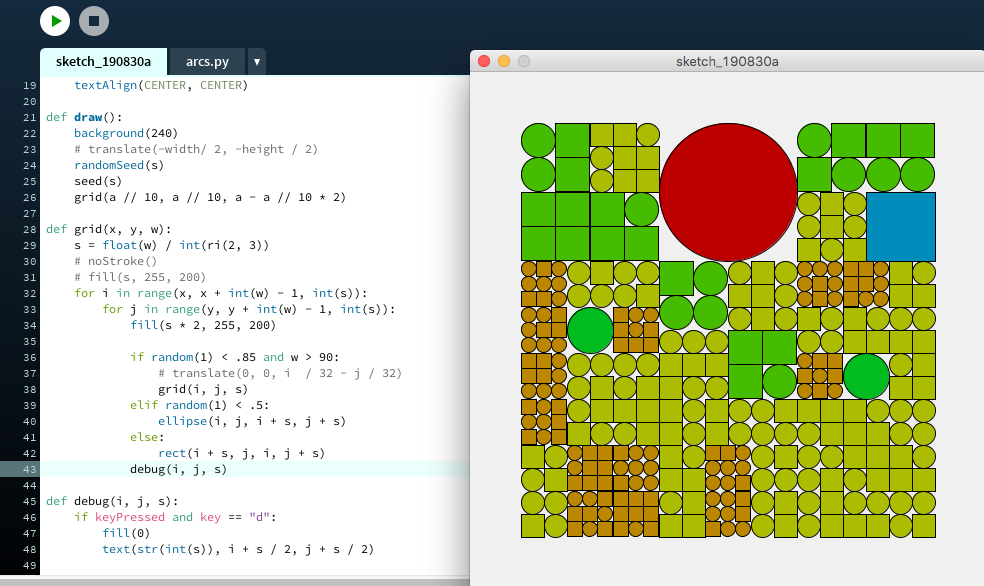 sketch_190830a arcs.py ▼
sketch_190830a
19     textAlign(CENTER, CENTER)
20
21 def draw():
22     background(240)
23     # translate(-width/ 2, -height / 2)
24     randomSeed(s)
25     seed(s)
26     grid(a // 10, a // 10, a - a // 10 * 2)
27
28 def grid(x, y, w):
29     s = float(w) / int(ri(2, 3))
30     # noStroke()
31     # fill(s, 255, 200)
32     for i in range(x, x + int(w) - 1, int(s)):
33         for j in range(y, y + int(w) - 1, int(s)):
34             fill(s * 2, 255, 200)
35
36             if random(1) < .85 and w > 90:
37                 # translate(0, 0, i  / 32 - j / 32)
38                 grid(i, j, s)
39             elif random(1) < .5:
40                 ellipse(i, j, i + s, j + s)
41             else:
42                 rect(i + s, j, i, j + s)
43             debug(i, j, s)
44
45 def debug(i, j, s):
46     if keyPressed and key == "d":
47         fill(0)
48         text(str(int(s)), i + s / 2, j + s / 2)
49